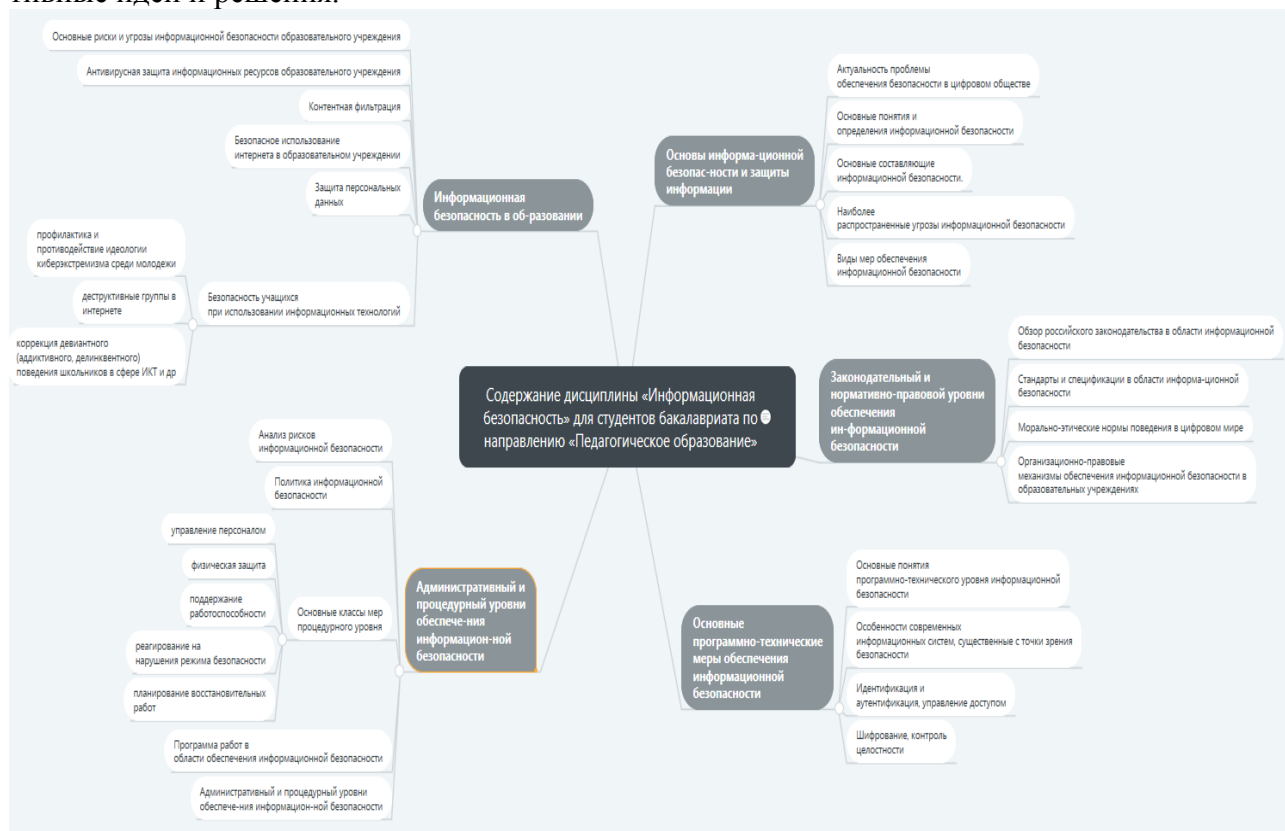 тивные идеи и решения.
Основные риски и угрозы информационной безопасности образовательного учреждения
Антивирусная защита информационных ресурсов образовательного учреждения
Контентная фильтрация
Безопасное использование
интернета в образовательном учреждении
Защита персональных
данных
Информационная
безопасность в об-разовании
профилактика и
противодействие идеологии
киберэкстремизма среди молодежи
деструктивные группы в
интернете
коррекция девиантного
(аддиктивного, делинквентного)
поведения школьников в сфере ИКТ и др
Безопасность учащихся
при использовании информационных технологий
Основы информа-ционной
безопас-ности и защиты
информации
Актуальность проблемы
обеспечения безопасности в цифровом обществе
Основные понятия и
определения информационной безопасности
Основные составляющие
информационной безопасности.
Наиболее
распространенные угрозы информационной безопасности
Виды мер обеспечения
информационной безопасности
Содержание дисциплины «Информационная
безопасность» для студентов бакалавриата по
направлению «Педагогическое образование»
Законодательный и
нормативно-правовой уровни
обеспечения
ин-формационной
безопасности
Обзор российского законодательства в области информационной
безопасности
Стандарты и спецификации в области информа-ционной
безопасности
Морально-этические нормы поведения в цифровом мире
Организационно-правовые
механизмы обеспечения информационной безопасности в
образовательных учреждениях
Анализ рисков
информационной безопасности
Политика информационной
безопасности
управление персоналом
физическая защита
поддержание
работоспособности
реагирование на
нарушения режима безопасности
планирование восстановительных
работ
Основные классы мер
процедурного уровня
Программа работ в
области обеспечения информационной безопасности
Административный и процедурный уровни
обеспече-ния информацион-ной безопасности
Административный и
процедурный уровни
обеспече-ния
информацион-ной
безопасности
Основные
программно-технические
меры обеспечения
информационной
безопасности
Основные понятия
программно-технического уровня информационной
безопасности
Особенности современных
информационных систем, существенные с точки зрения
безопасности
Идентификация и
аутентификация, управление доступом
Шифрование, контроль
целостности